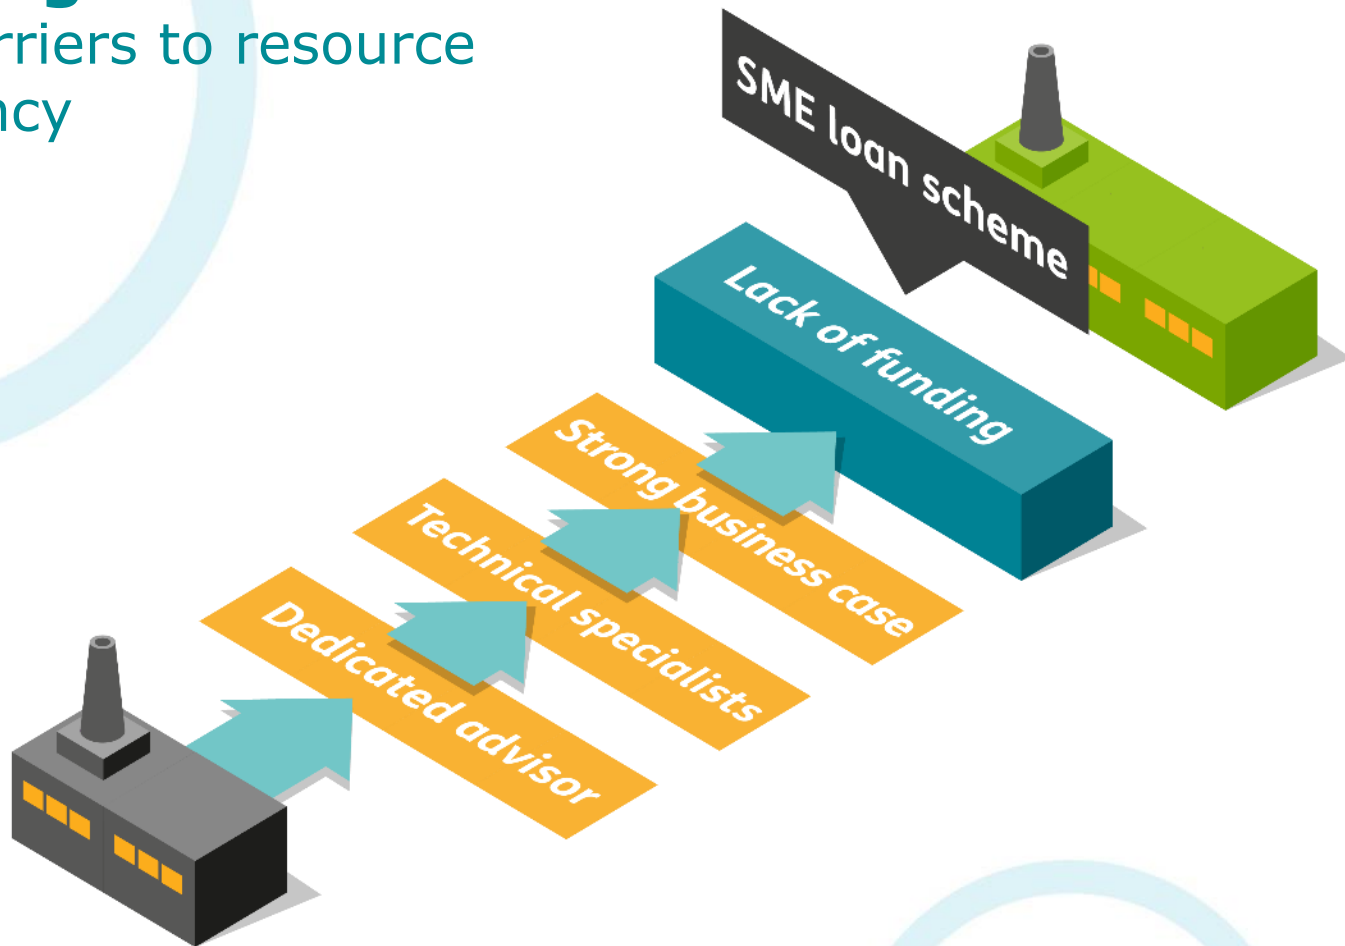 rriers to resource
ncy
SME loan scheme
Lack of funding
Strong business case
Technical specialists
Dedicated advisor